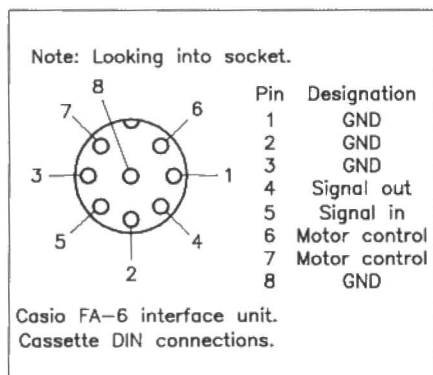 Note: Looking into socket.
8
7 6
3 1
5 4
2
Pin Designation
1 GND
2 GND
3 GND
4 Signal out
5 Signal in
6 Motor control
7 Motor control
8 GND
Casio FA-6 interface unit.
Cassette DIN connections.